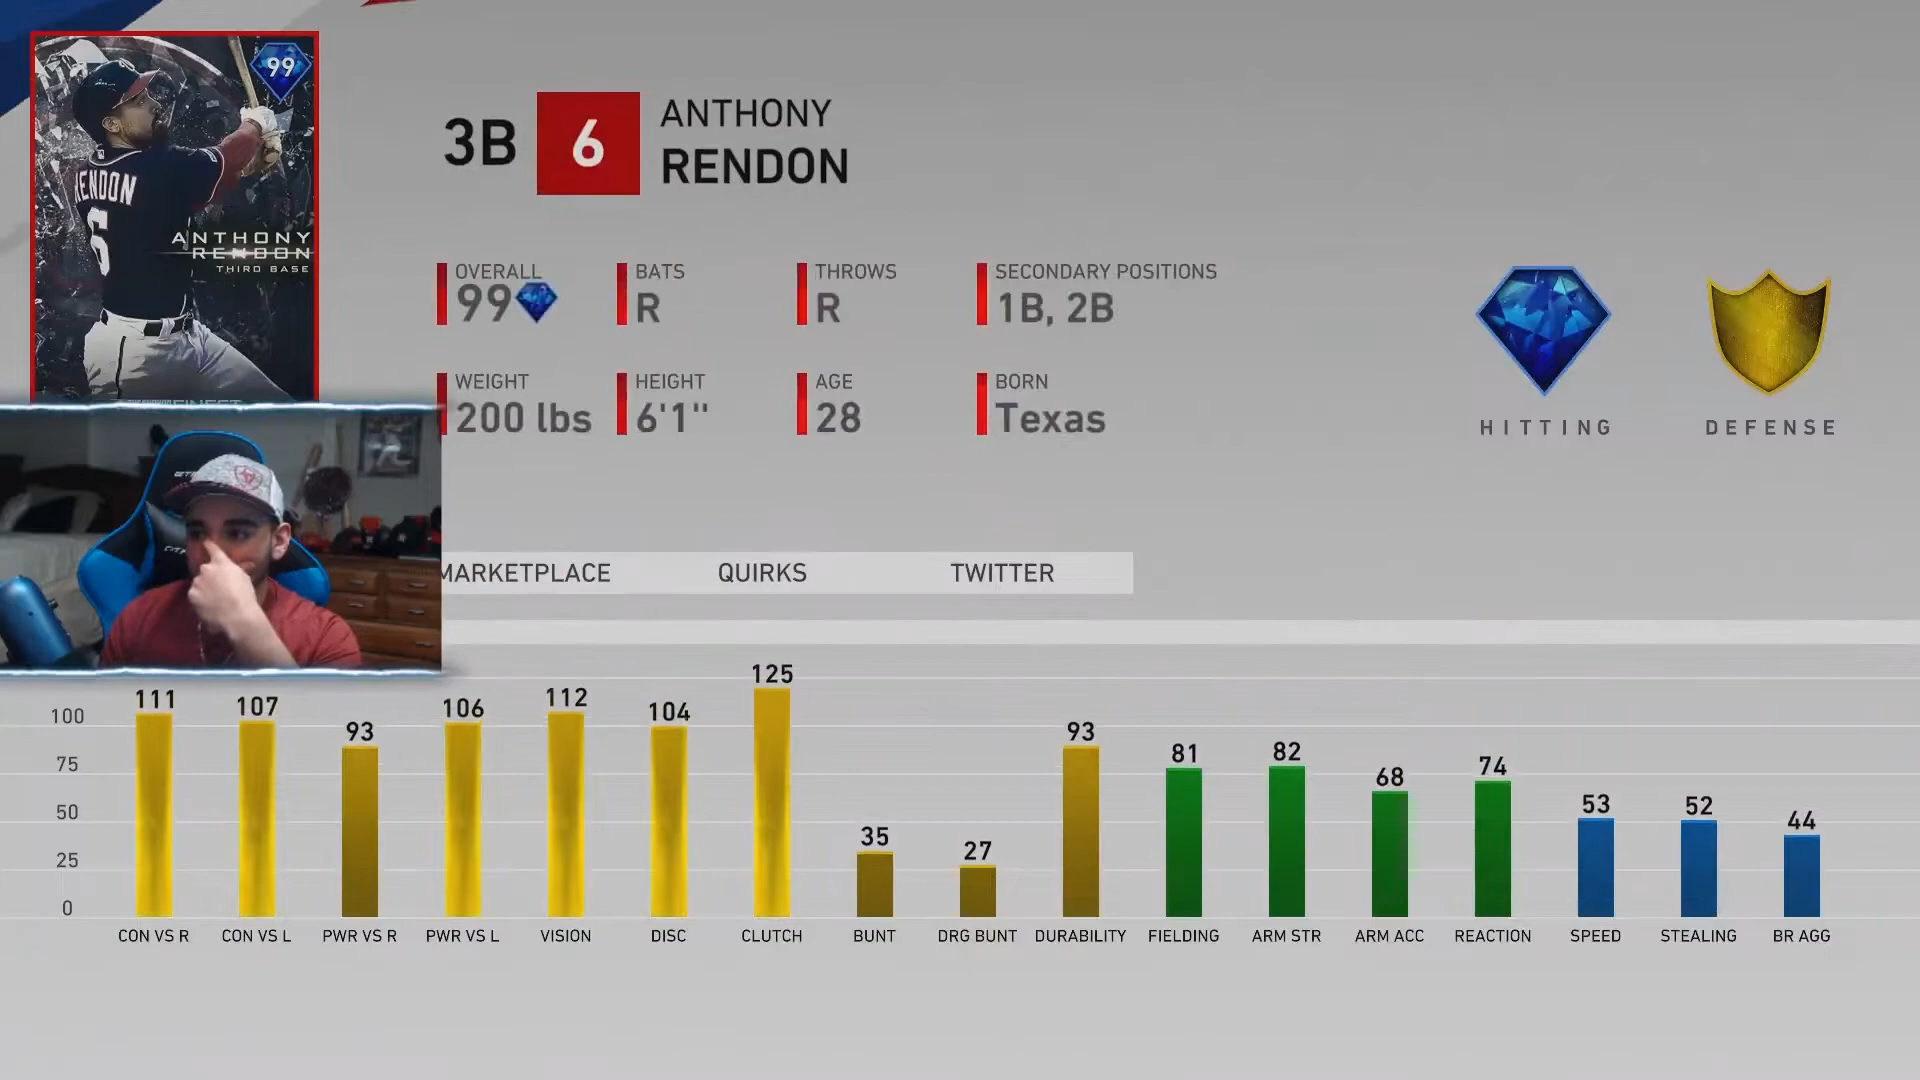 99
RENDON
6
ANTHONY
RENDON
THIRD BASE
FINEST
3B
6
ANTHONY
RENDON
OVERALL
99
BATS
R
THROWS
R
SECONDARY POSITIONS
1B, 2B
WEIGHT
200 lbs
HEIGHT
6'1"
AGE
28
BORN
Texas
HITTING
DEFENSE
MARKETPLACE QUIRKS TWITTER
111 107 93 106 112 104 125 35 27 93 81 82 68 74 53 52 44
100
75
50
25
0
CON VS R CON VS L PWR VS R PWR VS L VISION DISC CLUTCH BUNT DRG BUNT DURABILITY FIELDING ARM STR ARM ACC REACTION SPEED STEALING BR AGG